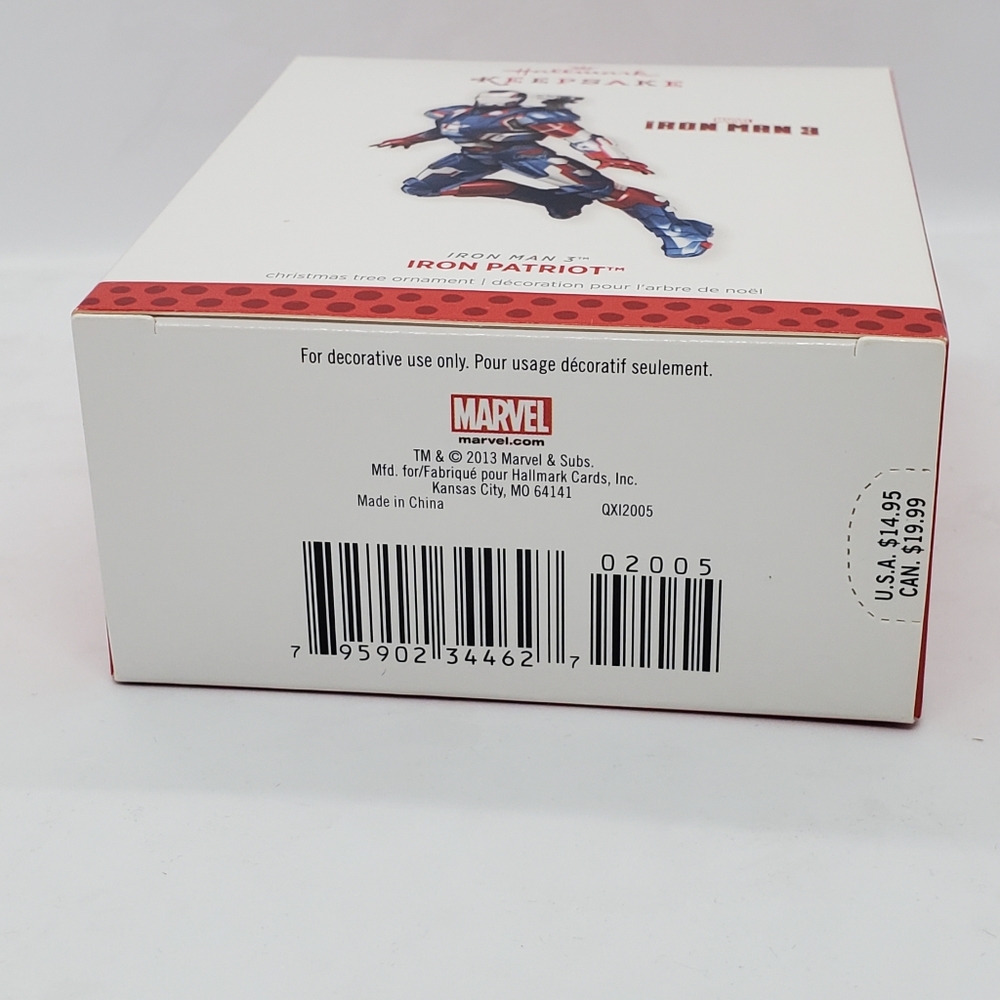 Hallmark
KEEPSAKE
MARVEL
IRON MAN 3
IRON MAN 3™
IRON PATRIOT™
christmas tree ornament | décoration pour l'arbre de noël
For decorative use only. Pour usage décoratif seulement.
MARVEL
marvel.com
TM & © 2013 Marvel & Subs.
Mfd. for/Fabriqué pour Hallmark Cards, Inc.
Kansas City, MO 64141
Made in China QXI2005
U.S.A. $14.95
CAN. $19.99
02005
7 95902 34462 7